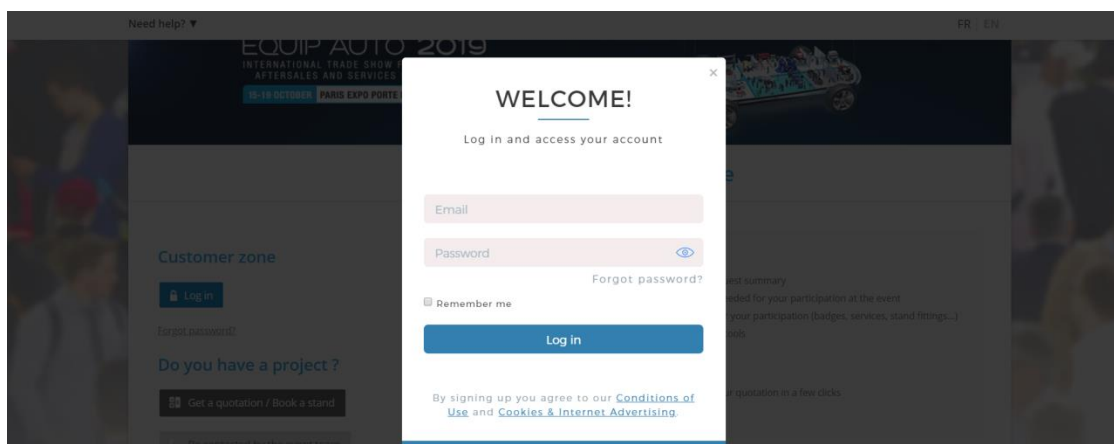 Need help? ▼
FR | EN
EQUIP AUTO 2019
INTERNATIONAL TRADE SHOW
AFTERSALES AND SERVICES
15-19 OCTOBER PARIS EXPO PORTE
×
WELCOME!
Log in and access your account
Email
Password
Forgot password?
Remember me
Log in
By signing up you agree to our Conditions of
Use and Cookies & Internet Advertising.
Customer zone
Log in
Forgot password?
Do you have a project ?
Get a quotation / Book a stand
summary
for your participation at the event
your participation (badges, services, stand fittings...)
quotation in a few clicks